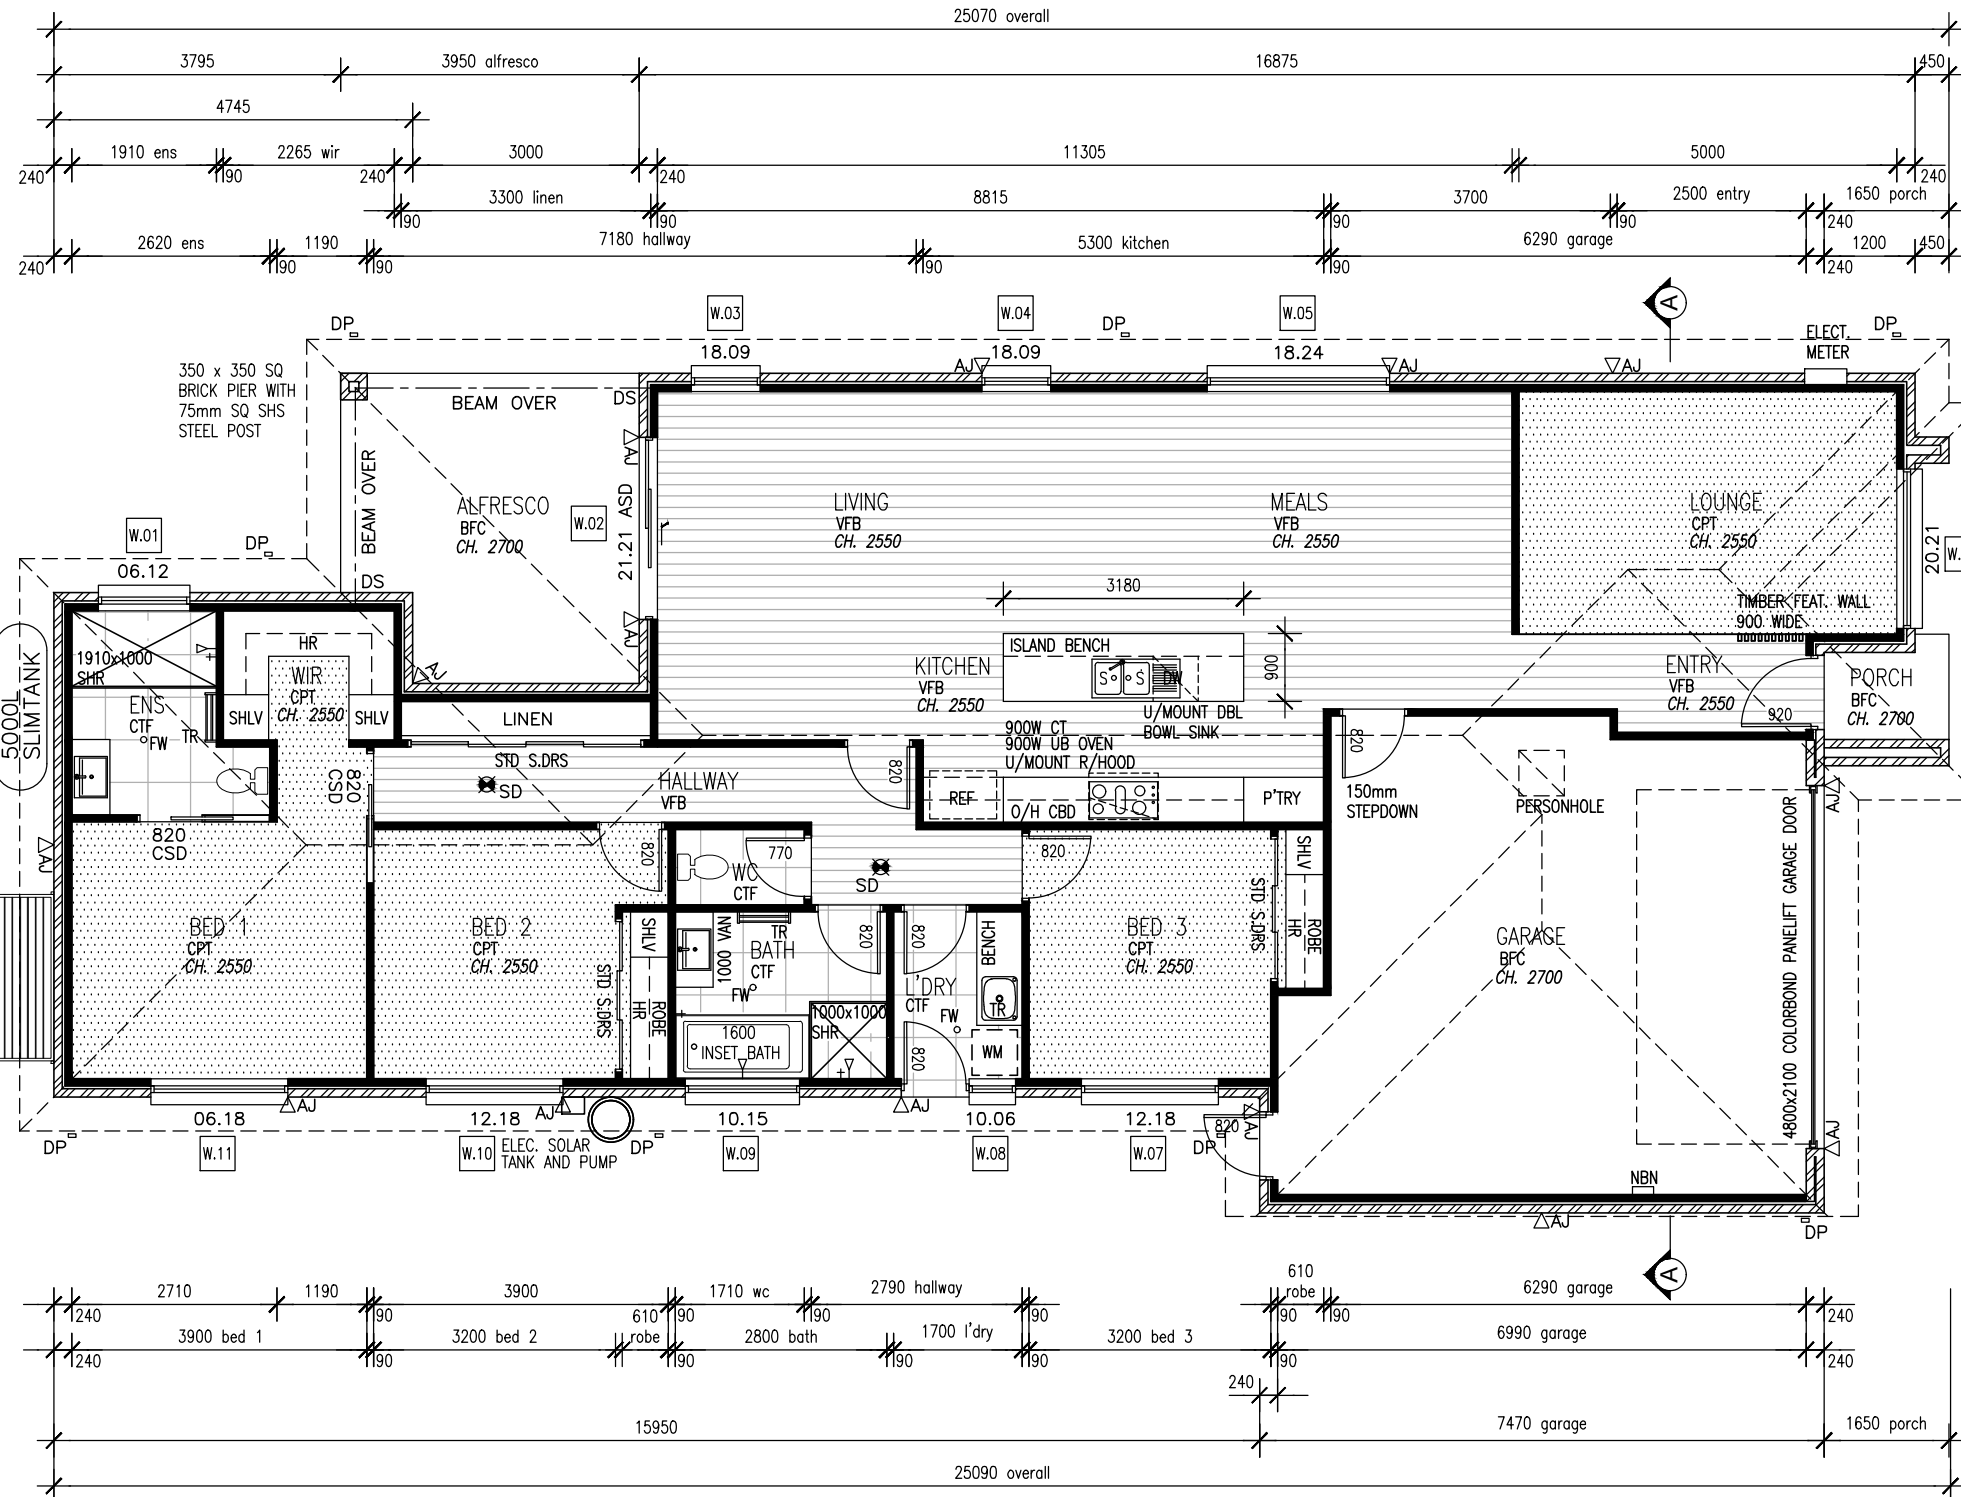 25070 overall
3795
3950 alfresco
16875
450
4745
1910 ens
2265 wir
3000
11305
5000
240
90
240
240
240
3300 linen
8815
3700
2500 entry
1650 porch
90
90
90
90
240
2620 ens
1190
7180 hallway
5300 kitchen
6290 garage
1200
450
240
90
90
90
90
240
A
W.03
W.04
W.05
DP
DP
DP
ELECT.
METER
18.09
AJ
18.09
18.24
AJ
AJ
350 x 350 SQ
BRICK PIER WITH
75mm SQ SHS
STEEL POST
BEAM OVER
DS
BEAM OVER
AJ
ALFRESCO
BFC
CH. 2700
W.02
21.21 ASD
AJ
LIVING
VFB
CH. 2550
MEALS
VFB
CH. 2550
LOUNGE
CPT
CH. 2550
20.21
W.
W.01
DP
06.12
DS
3180
TIMBER FEAT. WALL
900 WIDE
HR
1910x1000
SHR
WIR
CPT
CH. 2550
AJ
ISLAND BENCH
900
KITCHEN
VFB
CH. 2550
S
S
DW
U/MOUNT DBL
BOWL SINK
ENTRY
VFB
CH. 2550
PORCH
BFC
CH. 2700
920
5000L
SLIMTANK
ENS
CTF
FW
TR
SHLV
SHLV
LINEN
STD S.DRS
900W CT
900W UB OVEN
U/MOUNT R/HOOD
820
CSD
SD
HALLWAY
VFB
820
REF
O/H CBD
P'TRY
820
150mm
STEPDOWN
PERSONHOLE
AJ
820
CSD
AJ
820
WC
CTF
770
SD
820
SHLV
STD S.DRS
ROBE
HR
4800x2100 COLORBOND PANELIFT GARAGE DOOR
BED 1
CPT
CH. 2550
BED 2
CPT
CH. 2550
STD S.DRS
SHLV
ROBE
HR
1000 VAN
TR
BATH
CTF
FW
820
820
BENCH
L'DRY
CTF
FW
TR
BED 3
CPT
CH. 2550
GARAGE
BFC
CH. 2700
1600
INSET BATH
1000x1000
SHR
820
WM
06.18
AJ
12.18
AJ
10.15
AJ
10.06
12.18
820
AJ
AJ
DP
W.11
W.10
ELEC. SOLAR
TANK AND PUMP
DP
W.09
W.08
W.07
DP
NBN
AJ
DP
A
2710
1190
3900
1710 wc
2790 hallway
610
robe
6290 garage
240
90
610
90
90
90
90
90
240
3900 bed 1
3200 bed 2
robe
2800 bath
1700 l'dry
3200 bed 3
6990 garage
240
90
90
90
90
90
240
240
15950
7470 garage
1650 porch
25090 overall